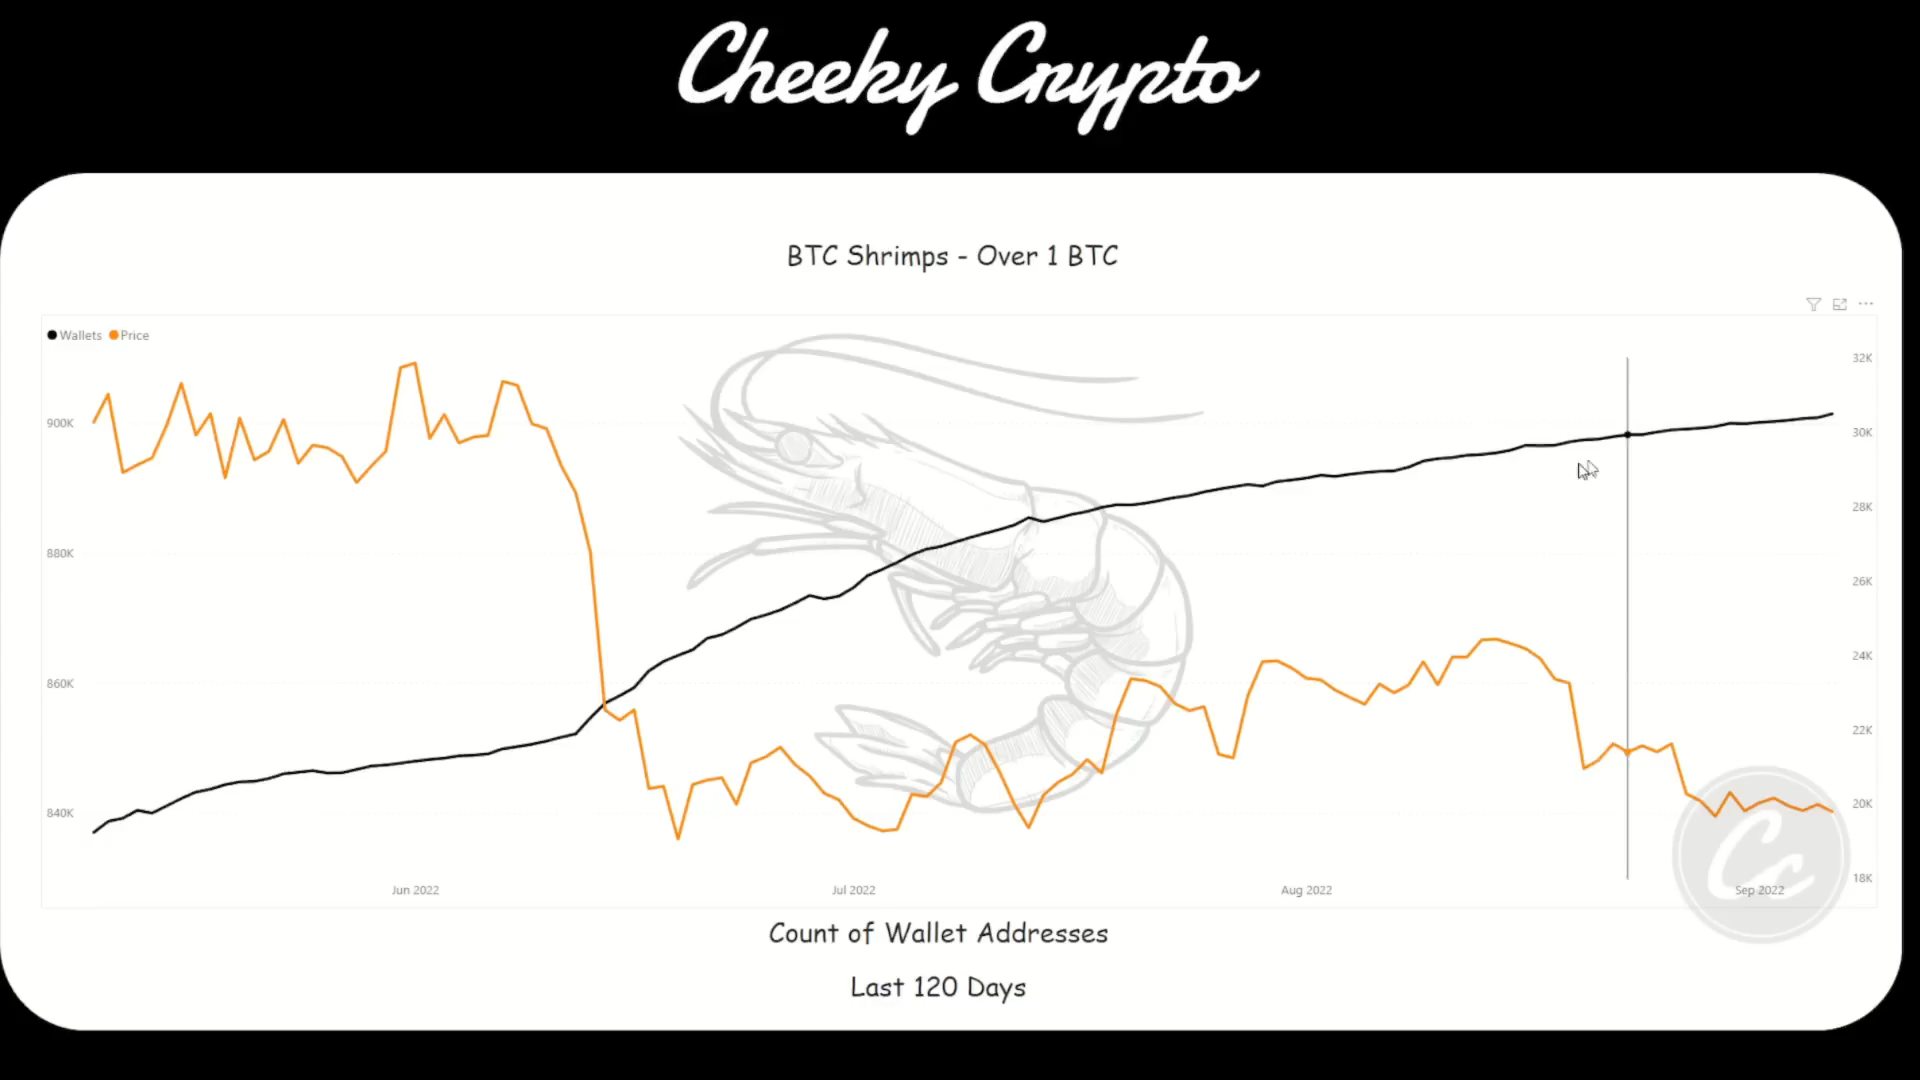 Cheeky Crypto
BTC Shrimps - Over 1 BTC
Wallets Price
32K
900K
30K
28K
880K
26K
24K
860K
22K
840K
20K
18K
Jun 2022 Jul 2022 Aug 2022 Sep 2022
Cc
Count of Wallet Addresses
Last 120 Days